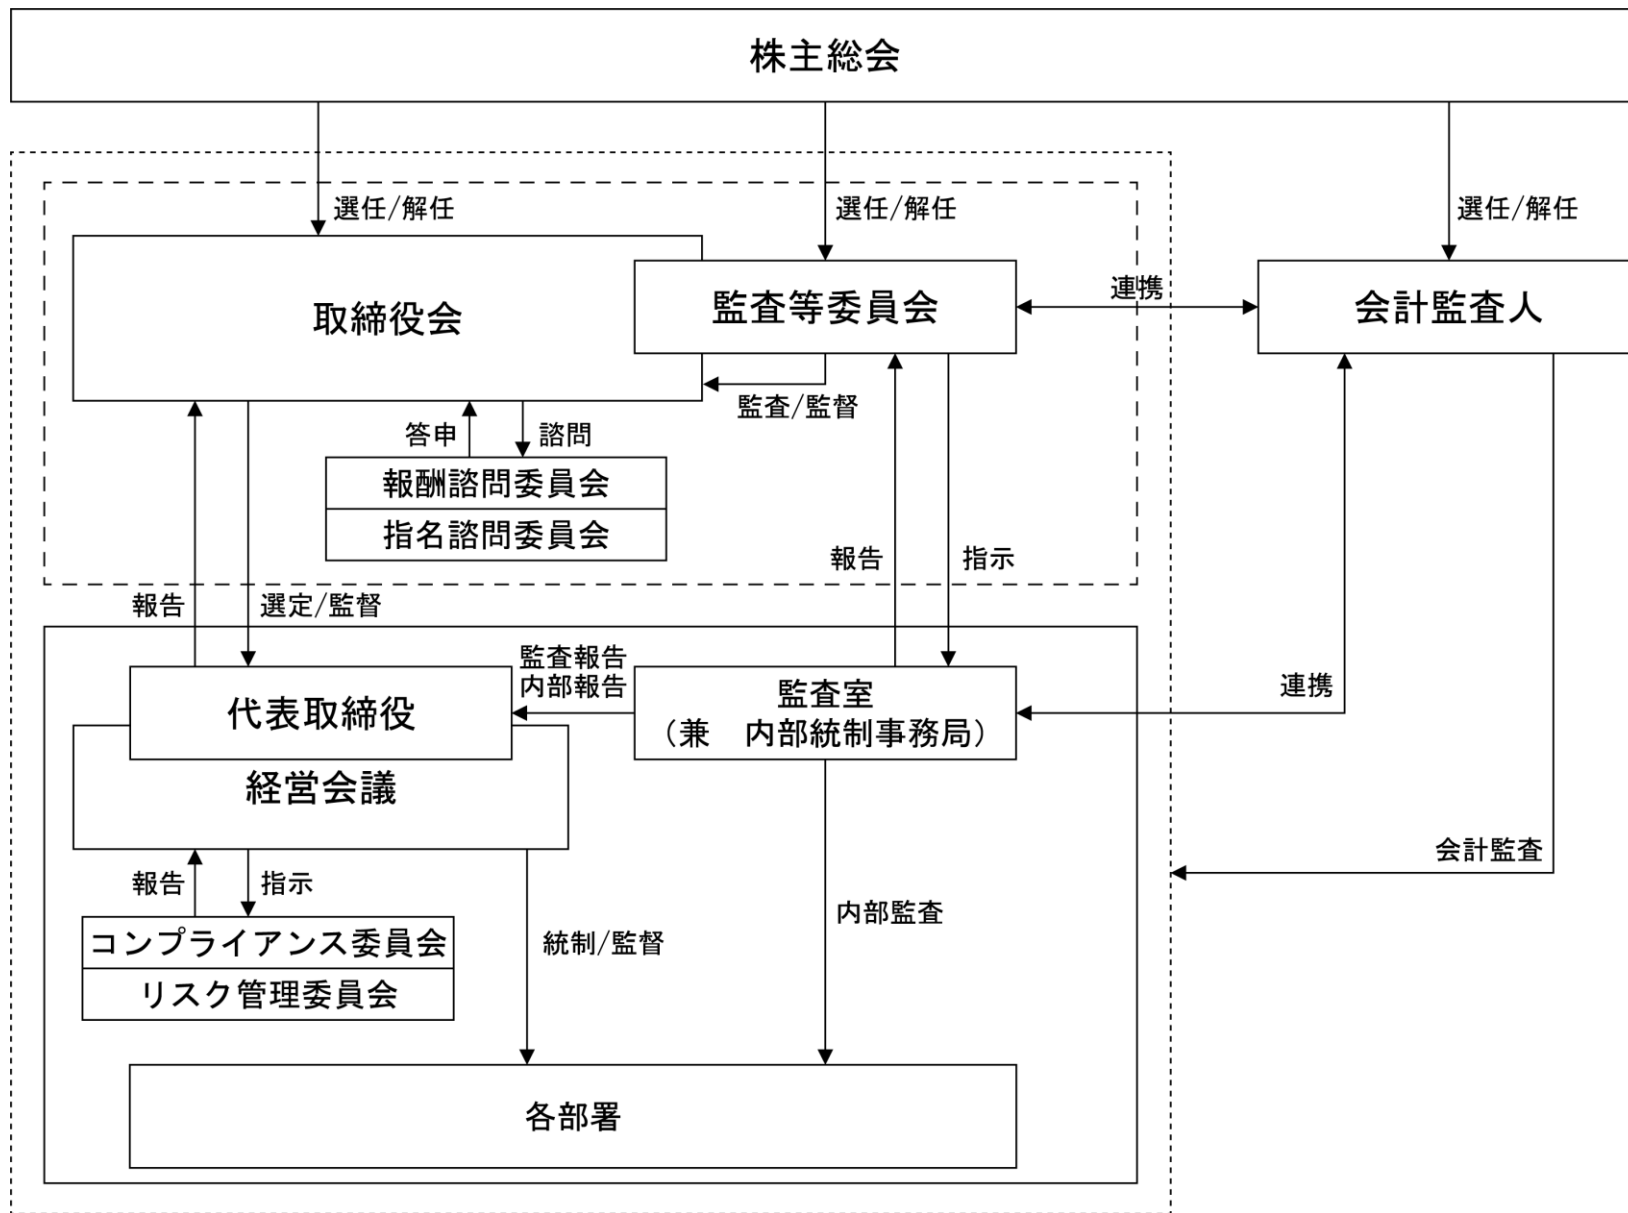 株主総会
選任/解任
選任/解任
選任/解任
取締役会
監査等委員会
連携
会計監査人
監査/監督
答申
諮問
報酬諮問委員会
指名諮問委員会
報告
指示
報告
選定/監督
監査報告
内部報告
代表取締役
監査室
（兼　内部統制事務局）
連携
経営会議
会計監査
報告
指示
内部監査
コンプライアンス委員会
統制/監督
リスク管理委員会
各部署